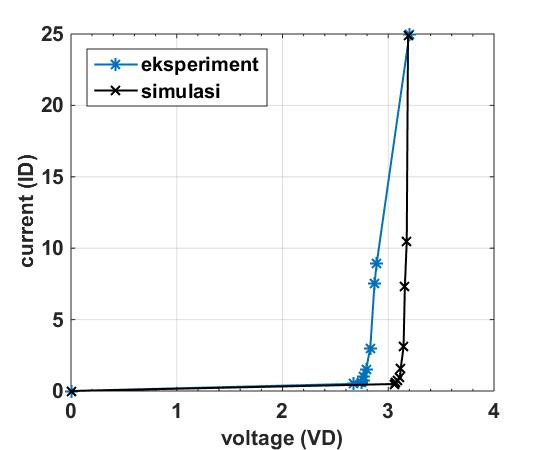 25
20
15
10
5
0
current (ID)
eksperiment
simulasi
0 1 2 3 4
voltage (VD)